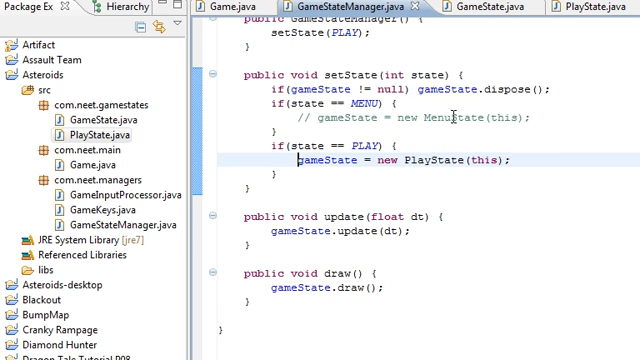 Package Ex
Hierarchy
Game.java
GameStateManager.java
GameState.java
PlayState.java
Artifact
Assault Team
Asteroids
src
com.neet.gamestates
GameState.java
PlayState.java
com.neet.main
Game.java
com.neet.managers
GameInputProcessor.java
GameKeys.java
GameStateManager.java
JRE System Library [jre7]
Referenced Libraries
libs
Asteroids-desktop
Blackout
BumpMap
Cranky Rampage
Diamond Hunter
Dragon Tale Tutorial P08
public GameStateManager() {
setState(PLAY);
}
public void setState(int state) {
if(gameState != null) gameState.dispose();
if(state == MENU) {
// gameState = new MenuState(this);
}
if(state == PLAY) {
gameState = new PlayState(this);
}
}
public void update(float dt) {
gameState.update(dt);
}
public void draw() {
gameState.draw();
}
}